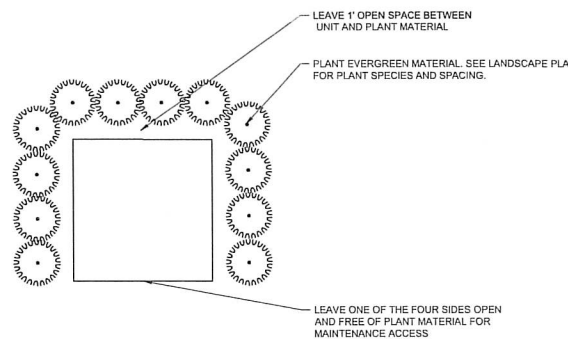 LEAVE 1' OPEN SPACE BETWEEN
UNIT AND PLANT MATERIAL
PLANT EVERGREEN MATERIAL. SEE LANDSCAPE PLA
FOR PLANT SPECIES AND SPACING.
LEAVE ONE OF THE FOUR SIDES OPEN
AND FREE OF PLANT MATERIAL FOR
MAINTENANCE ACCESS